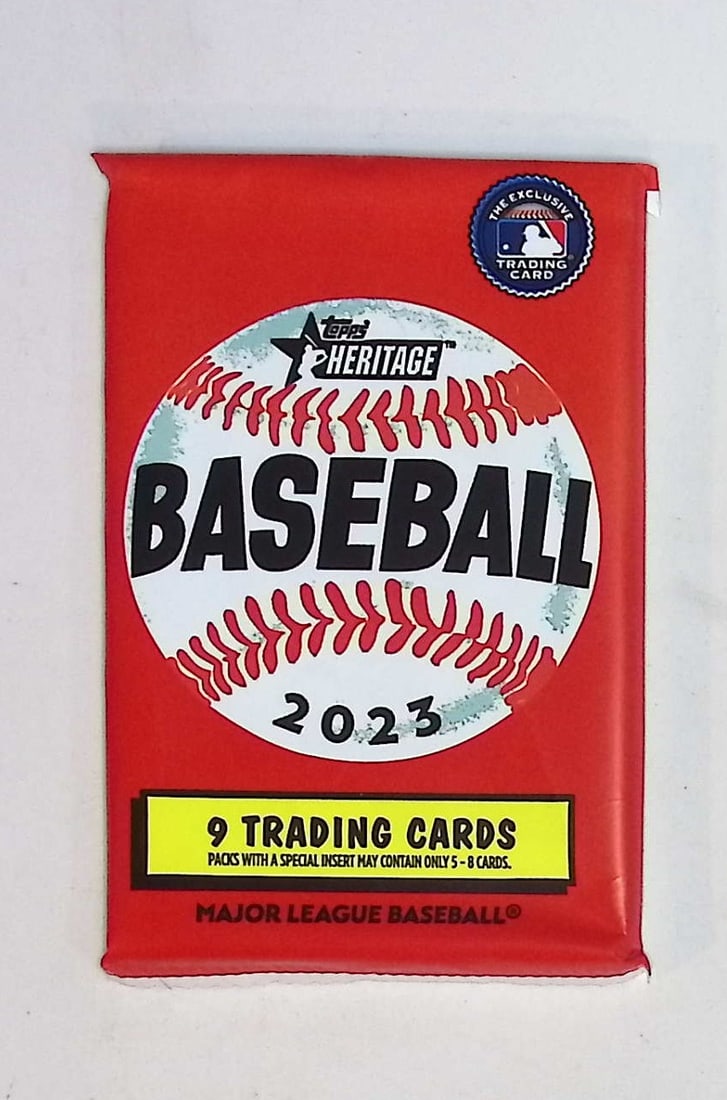 THE EXCLUSIVE
TRADING
CARD
Topps
HERITAGE™
BASEBALL
2023
9 TRADING CARDS
PACKS WITH A SPECIAL INSERT MAY CONTAIN ONLY 5 - 8 CARDS.
MAJOR LEAGUE BASEBALL®